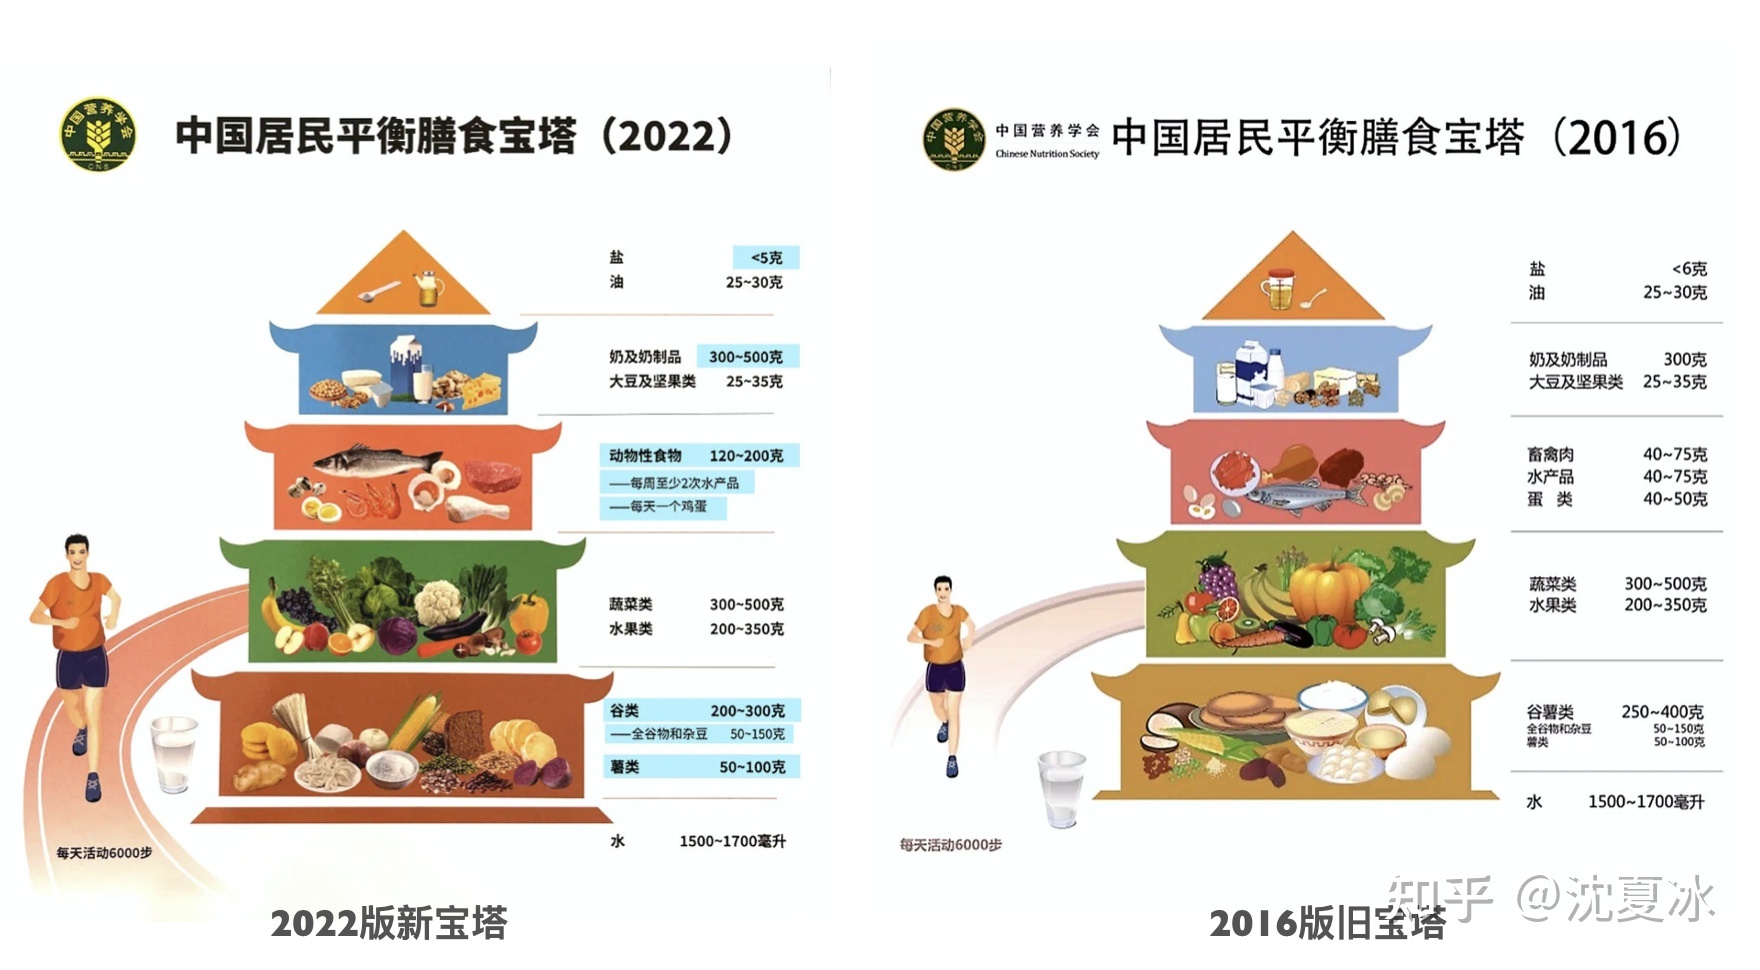 中国营养学会
CNS
中国居民平衡膳食宝塔（2022）
盐 <5克
油 25~30克
奶及奶制品 300~500克
大豆及坚果类 25~35克
动物性食物 120~200克
——每周至少2次水产品
——每天一个鸡蛋
蔬菜类 300~500克
水果类 200~350克
谷类 200~300克
——全谷物和杂豆 50~150克
薯类 50~100克
水 1500~1700毫升
每天活动6000步
2022版新宝塔
中国营养学会
CNS
中国营养学会
Chinese Nutrition Society
中国居民平衡膳食宝塔（2016）
盐 <6克
油 25~30克
奶及奶制品 300克
大豆及坚果类 25~35克
畜禽肉 40~75克
水产品 40~75克
蛋 类 40~50克
蔬菜类 300~500克
水果类 200~350克
谷薯类 250~400克
全谷物和杂豆 50~150克
薯类 50~100克
水 1500~1700毫升
每天活动6000步
2016版旧宝塔
知乎 @沈夏冰